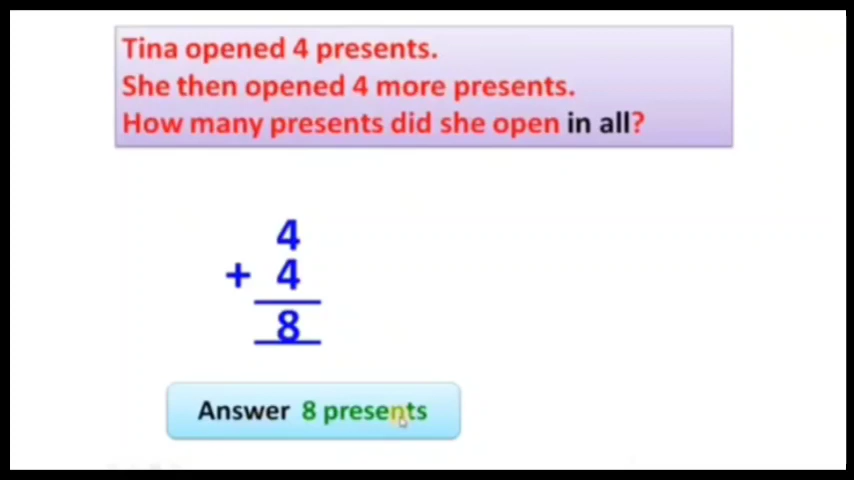 Tina opened 4 presents.
She then opened 4 more presents.
How many presents did she open in all?
4
+ 4
8
Answer 8 presents